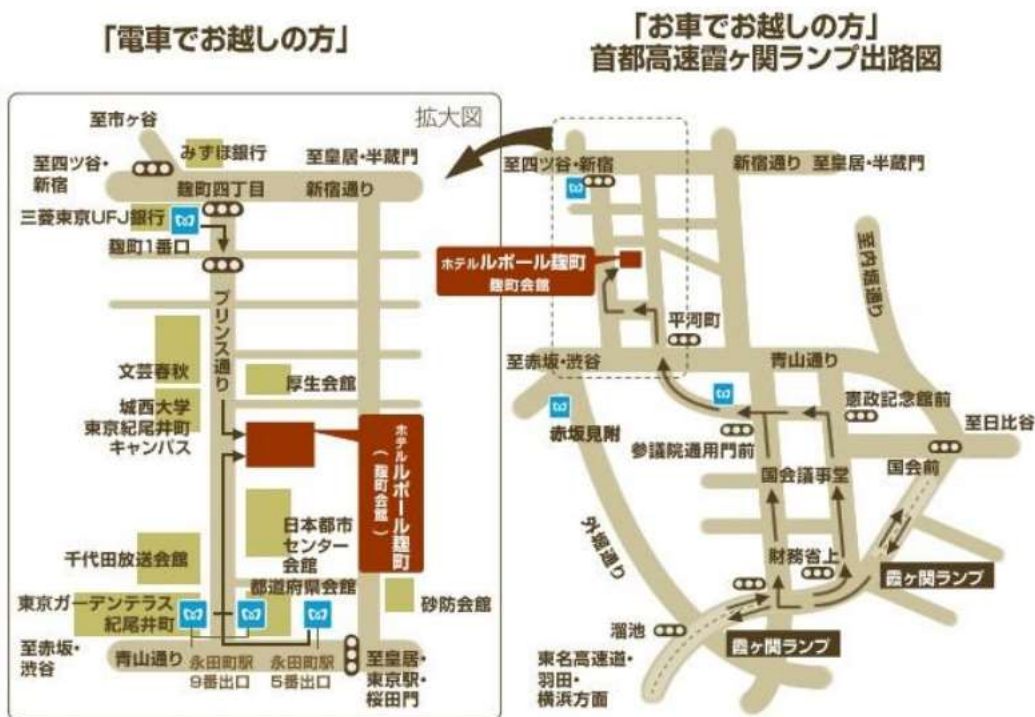 「電車でお越しの方」
「お車でお越しの方」
首都高速霞ヶ関ランプ出路図
拡大図
至市ヶ谷
みずほ銀行
至皇居・半蔵門
至四ツ谷・
新宿
麹町四丁目
新宿通り
三菱東京UFJ銀行
麹町1番口
プリンス通り
文芸春秋
厚生会館
城西大学
東京紀尾井町
キャンパス
ホテルルポール麹町
(麹町会館)
日本都市
センター
会館
千代田放送会館
都道府県会館
東京ガーデンテラス
紀尾井町
砂防会館
至赤坂・
渋谷
青山通り
永田町駅
9番出口
永田町駅
5番出口
至皇居・
東京駅・
桜田門
至四ツ谷・新宿
新宿通り
至皇居・半蔵門
ホテルルポール麹町
麹町会館
至内堀通り
平河町
至赤坂・渋谷
青山通り
赤坂見附
憲政記念館前
至日比谷
参議院通用門前
国会議事堂
国会前
外堀通り
財務省上
霞ヶ関ランプ
溜池
霞ヶ関ランプ
東名高速道・
羽田・
横浜方面